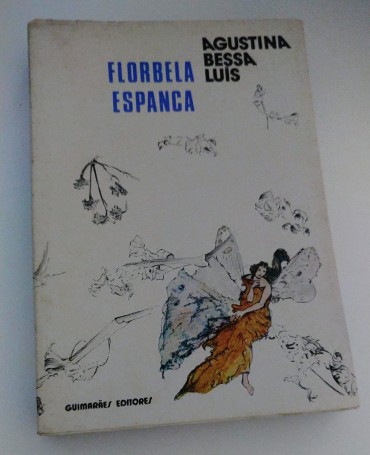 FLORBELA
ESPANCA
AGUSTINA
BESSA
LUÍS
GUIMARÃES EDITORES